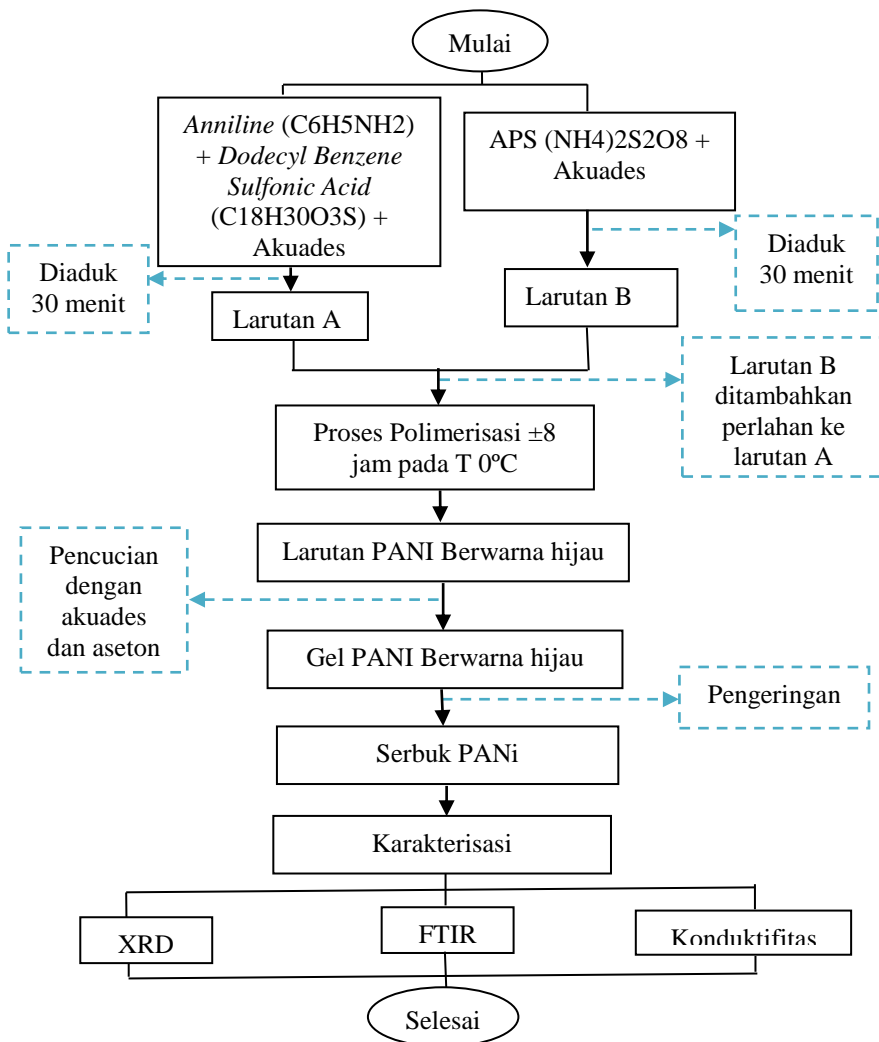 Mulai
Anniline (C6H5NH2)
+ Dodecyl Benzene
Sulfonic Acid
(C18H30O3S) +
Akuades
APS (NH4)2S2O8 +
Akuades
Diaduk
30 menit
Diaduk
30 menit
Larutan A
Larutan B
Larutan B
ditambahkan
perlahan ke
larutan A
Proses Polimerisasi ±8
jam pada T 0ºC
Larutan PANI Berwarna hijau
Pencucian
dengan
akuades
dan aseton
Gel PANI Berwarna hijau
Pengeringan
Serbuk PANi
Karakterisasi
XRD
FTIR
Konduktifitas
Selesai